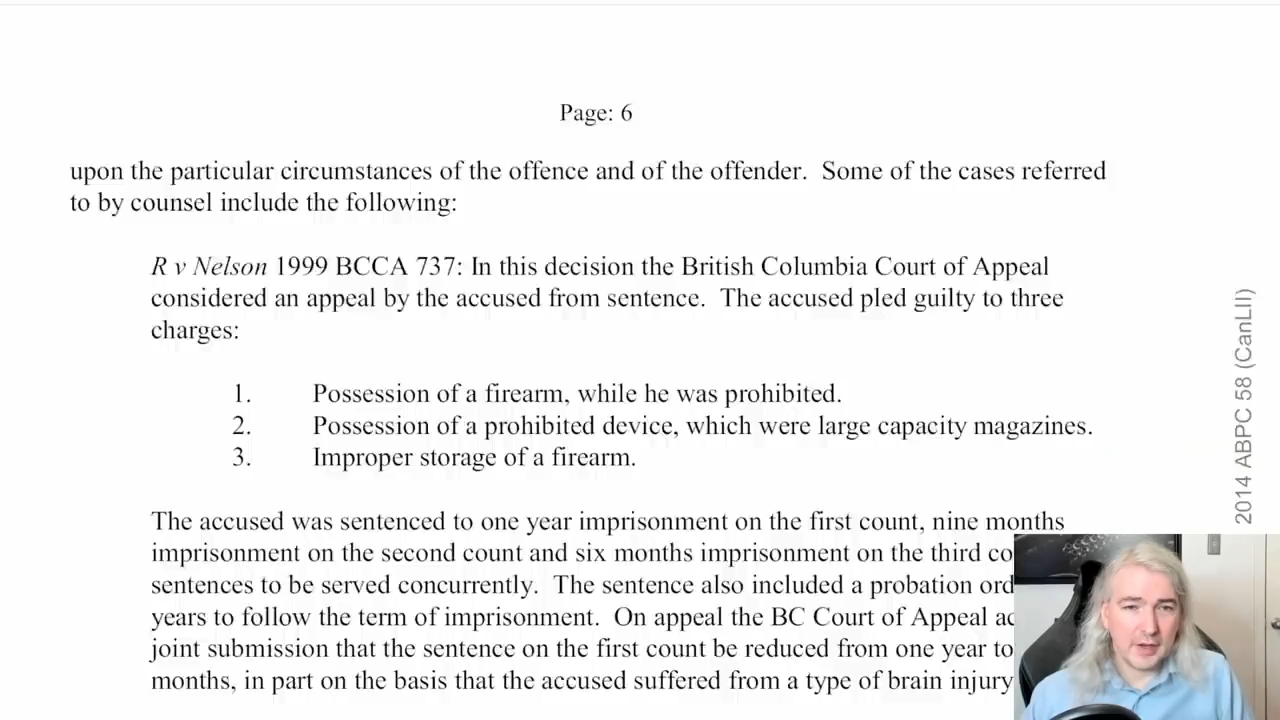 Page: 6
upon the particular circumstances of the offence and of the offender. Some of the cases referred
to by counsel include the following:
R v Nelson 1999 BCCA 737: In this decision the British Columbia Court of Appeal
considered an appeal by the accused from sentence. The accused pled guilty to three
charges:
1. Possession of a firearm, while he was prohibited.
2. Possession of a prohibited device, which were large capacity magazines.
3. Improper storage of a firearm.
The accused was sentenced to one year imprisonment on the first count, nine months
imprisonment on the second count and six months imprisonment on the third
sentences to be served concurrently. The sentence also included a probation
years to follow the term of imprisonment. On appeal the BC Court of Appeal
joint submission that the sentence on the first count be reduced from one year to
months, in part on the basis that the accused suffered from a type of brain injury
2014 ABPC 58 (CanLII)